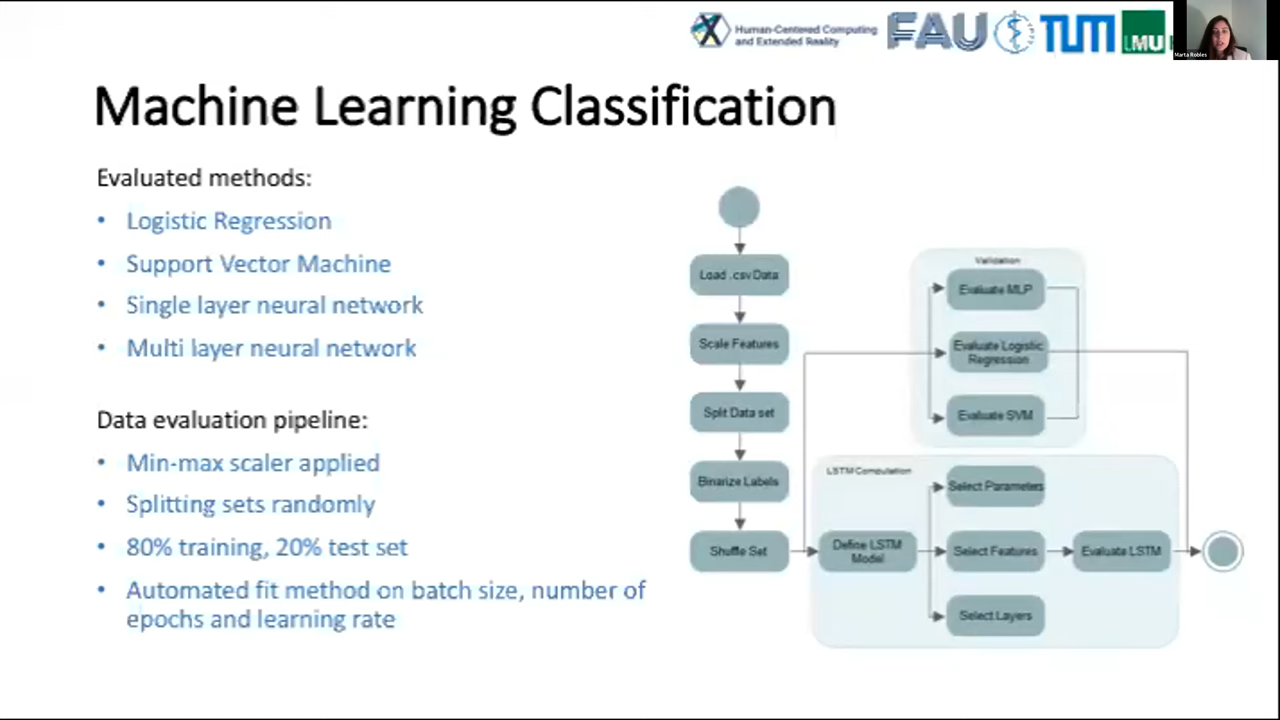 Human-Centered Computing
and Extended Reality
FAU
TUM
LMU
Marta Robles
Machine Learning Classification
Evaluated methods:
• Logistic Regression
• Support Vector Machine
• Single layer neural network
• Multi layer neural network
Data evaluation pipeline:
• Min-max scaler applied
• Splitting sets randomly
• 80% training, 20% test set
• Automated fit method on batch size, number of
epochs and learning rate
Load .csv Data
Scale Features
Split Data set
Binarize Labels
Shuffle Set
Validation
Evaluate MLP
Evaluate Logistic
Regression
Evaluate SVM
LSTM Computation
Define LSTM
Model
Select Parameters
Select Features
Select Layers
Evaluate LSTM